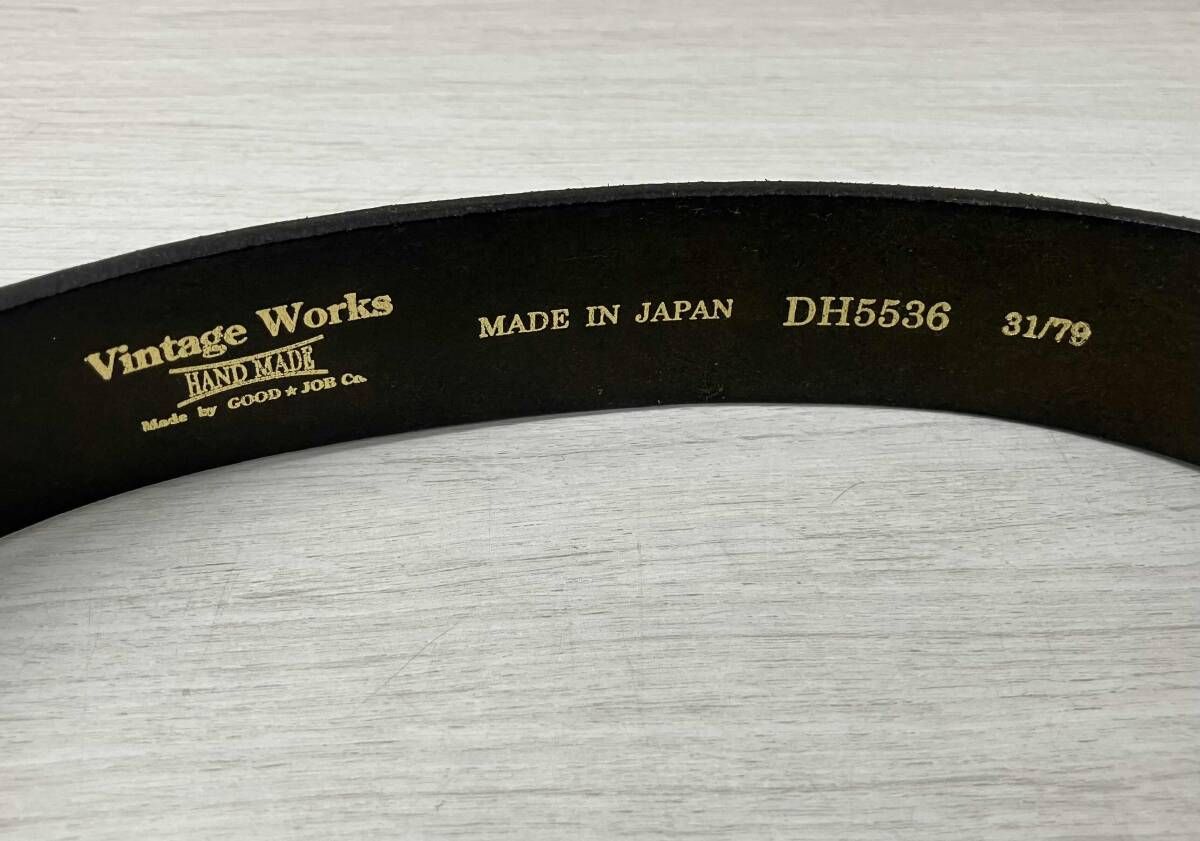 Vintage Works
HAND MADE
Made by GOOD★JOB Co.
MADE IN JAPAN
DH5536
31/79